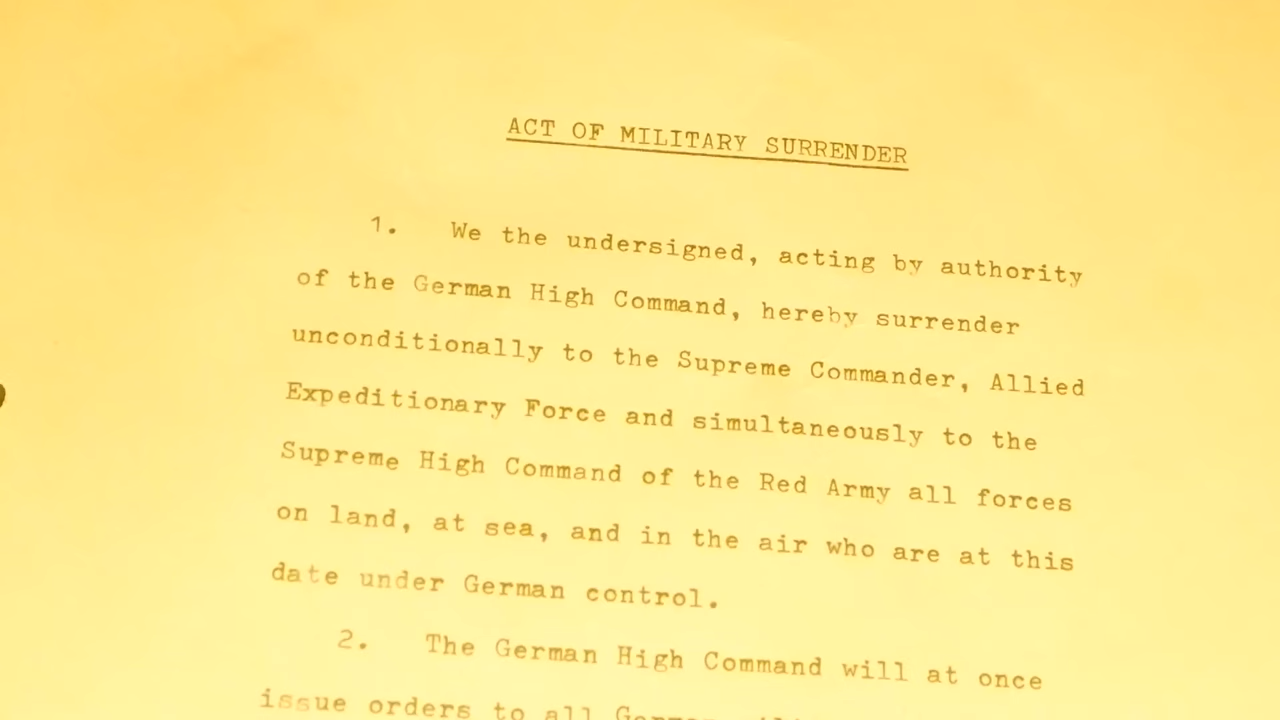 ACT OF MILITARY SURRENDER
1. We the undersigned, acting by authority
of the German High Command, hereby surrender
unconditionally to the Supreme Commander, Allied
Expeditionary Force and simultaneously to the
Supreme High Command of the Red Army all forces
on land, at sea, and in the air who are at this
date under German control.
2. The German High Command will at once
issue orders to all German